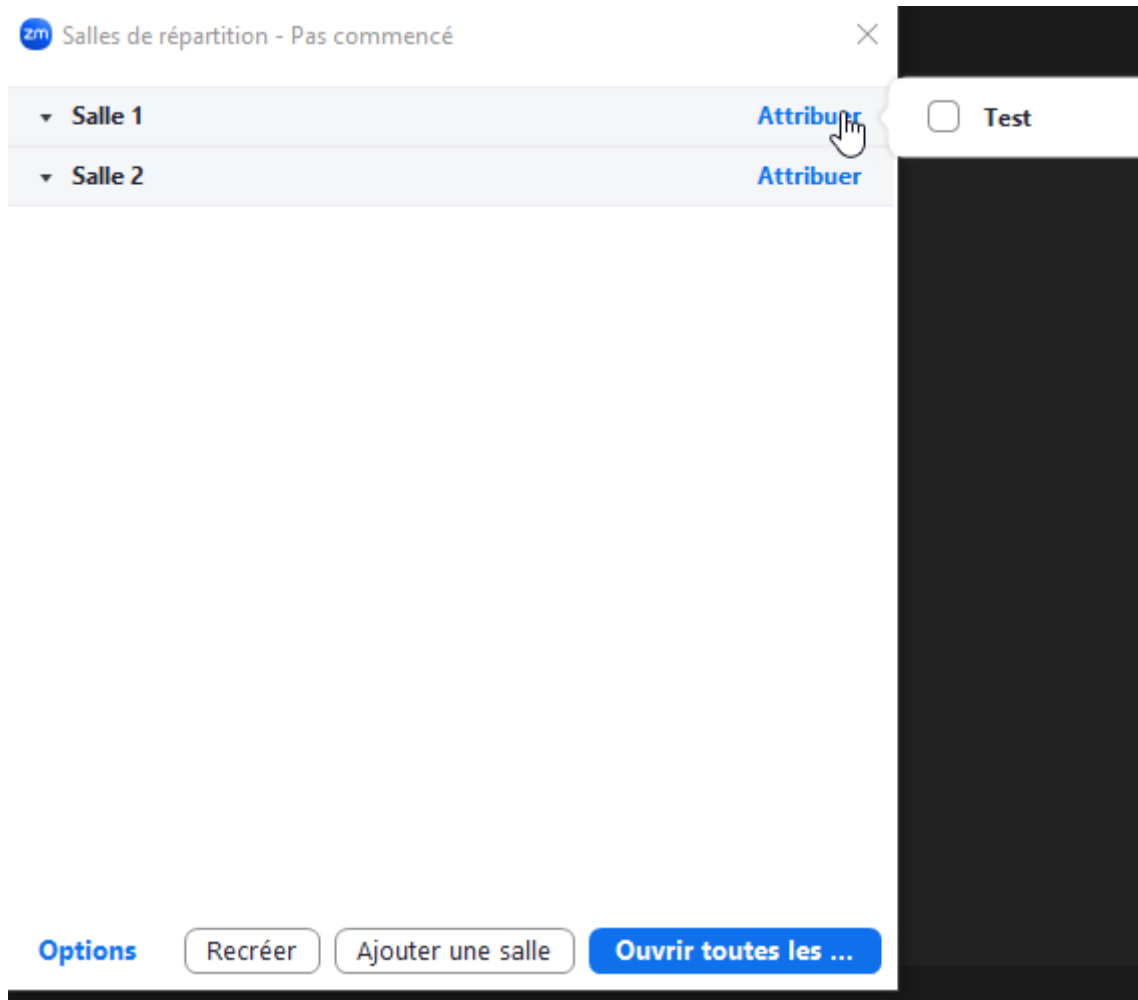 zm Salles de répartition - Pas commencé
Salle 1 Attribuer Test
Salle 2 Attribuer
Options Recréer Ajouter une salle Ouvrir toutes les ...